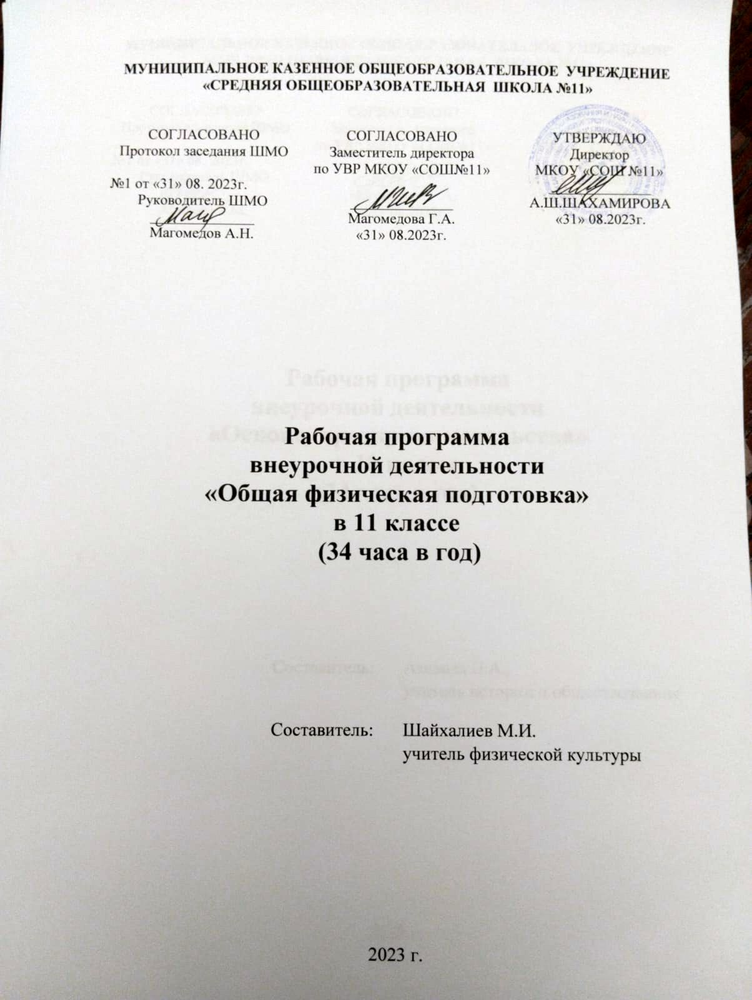 МУНИЦИПАЛЬНОЕ КАЗЕННОЕ ОБЩЕОБРАЗОВАТЕЛЬНОЕ УЧРЕЖДЕНИЕ
«СРЕДНЯЯ ОБЩЕОБРАЗОВАТЕЛЬНАЯ ШКОЛА №11»
СОГЛАСОВАНО
Протокол заседания ШМО
№1 от «31» 08. 2023г.
Руководитель ШМО
Магомедов А.Н.
СОГЛАСОВАНО
Заместитель директора
по УВР МКОУ «СОШ№11»
Магомедова Г.А.
«31» 08.2023г.
УТВЕРЖДАЮ
Директор
МКОУ «СОШ №11»
А.Ш.ШАХАМИРОВА
«31» 08.2023г.
Рабочая программа
внеурочной деятельности
«Общая физическая подготовка»
в 11 классе
(34 часа в год)
Составитель: Шайхалиев М.И.
учитель физической культуры
2023 г.